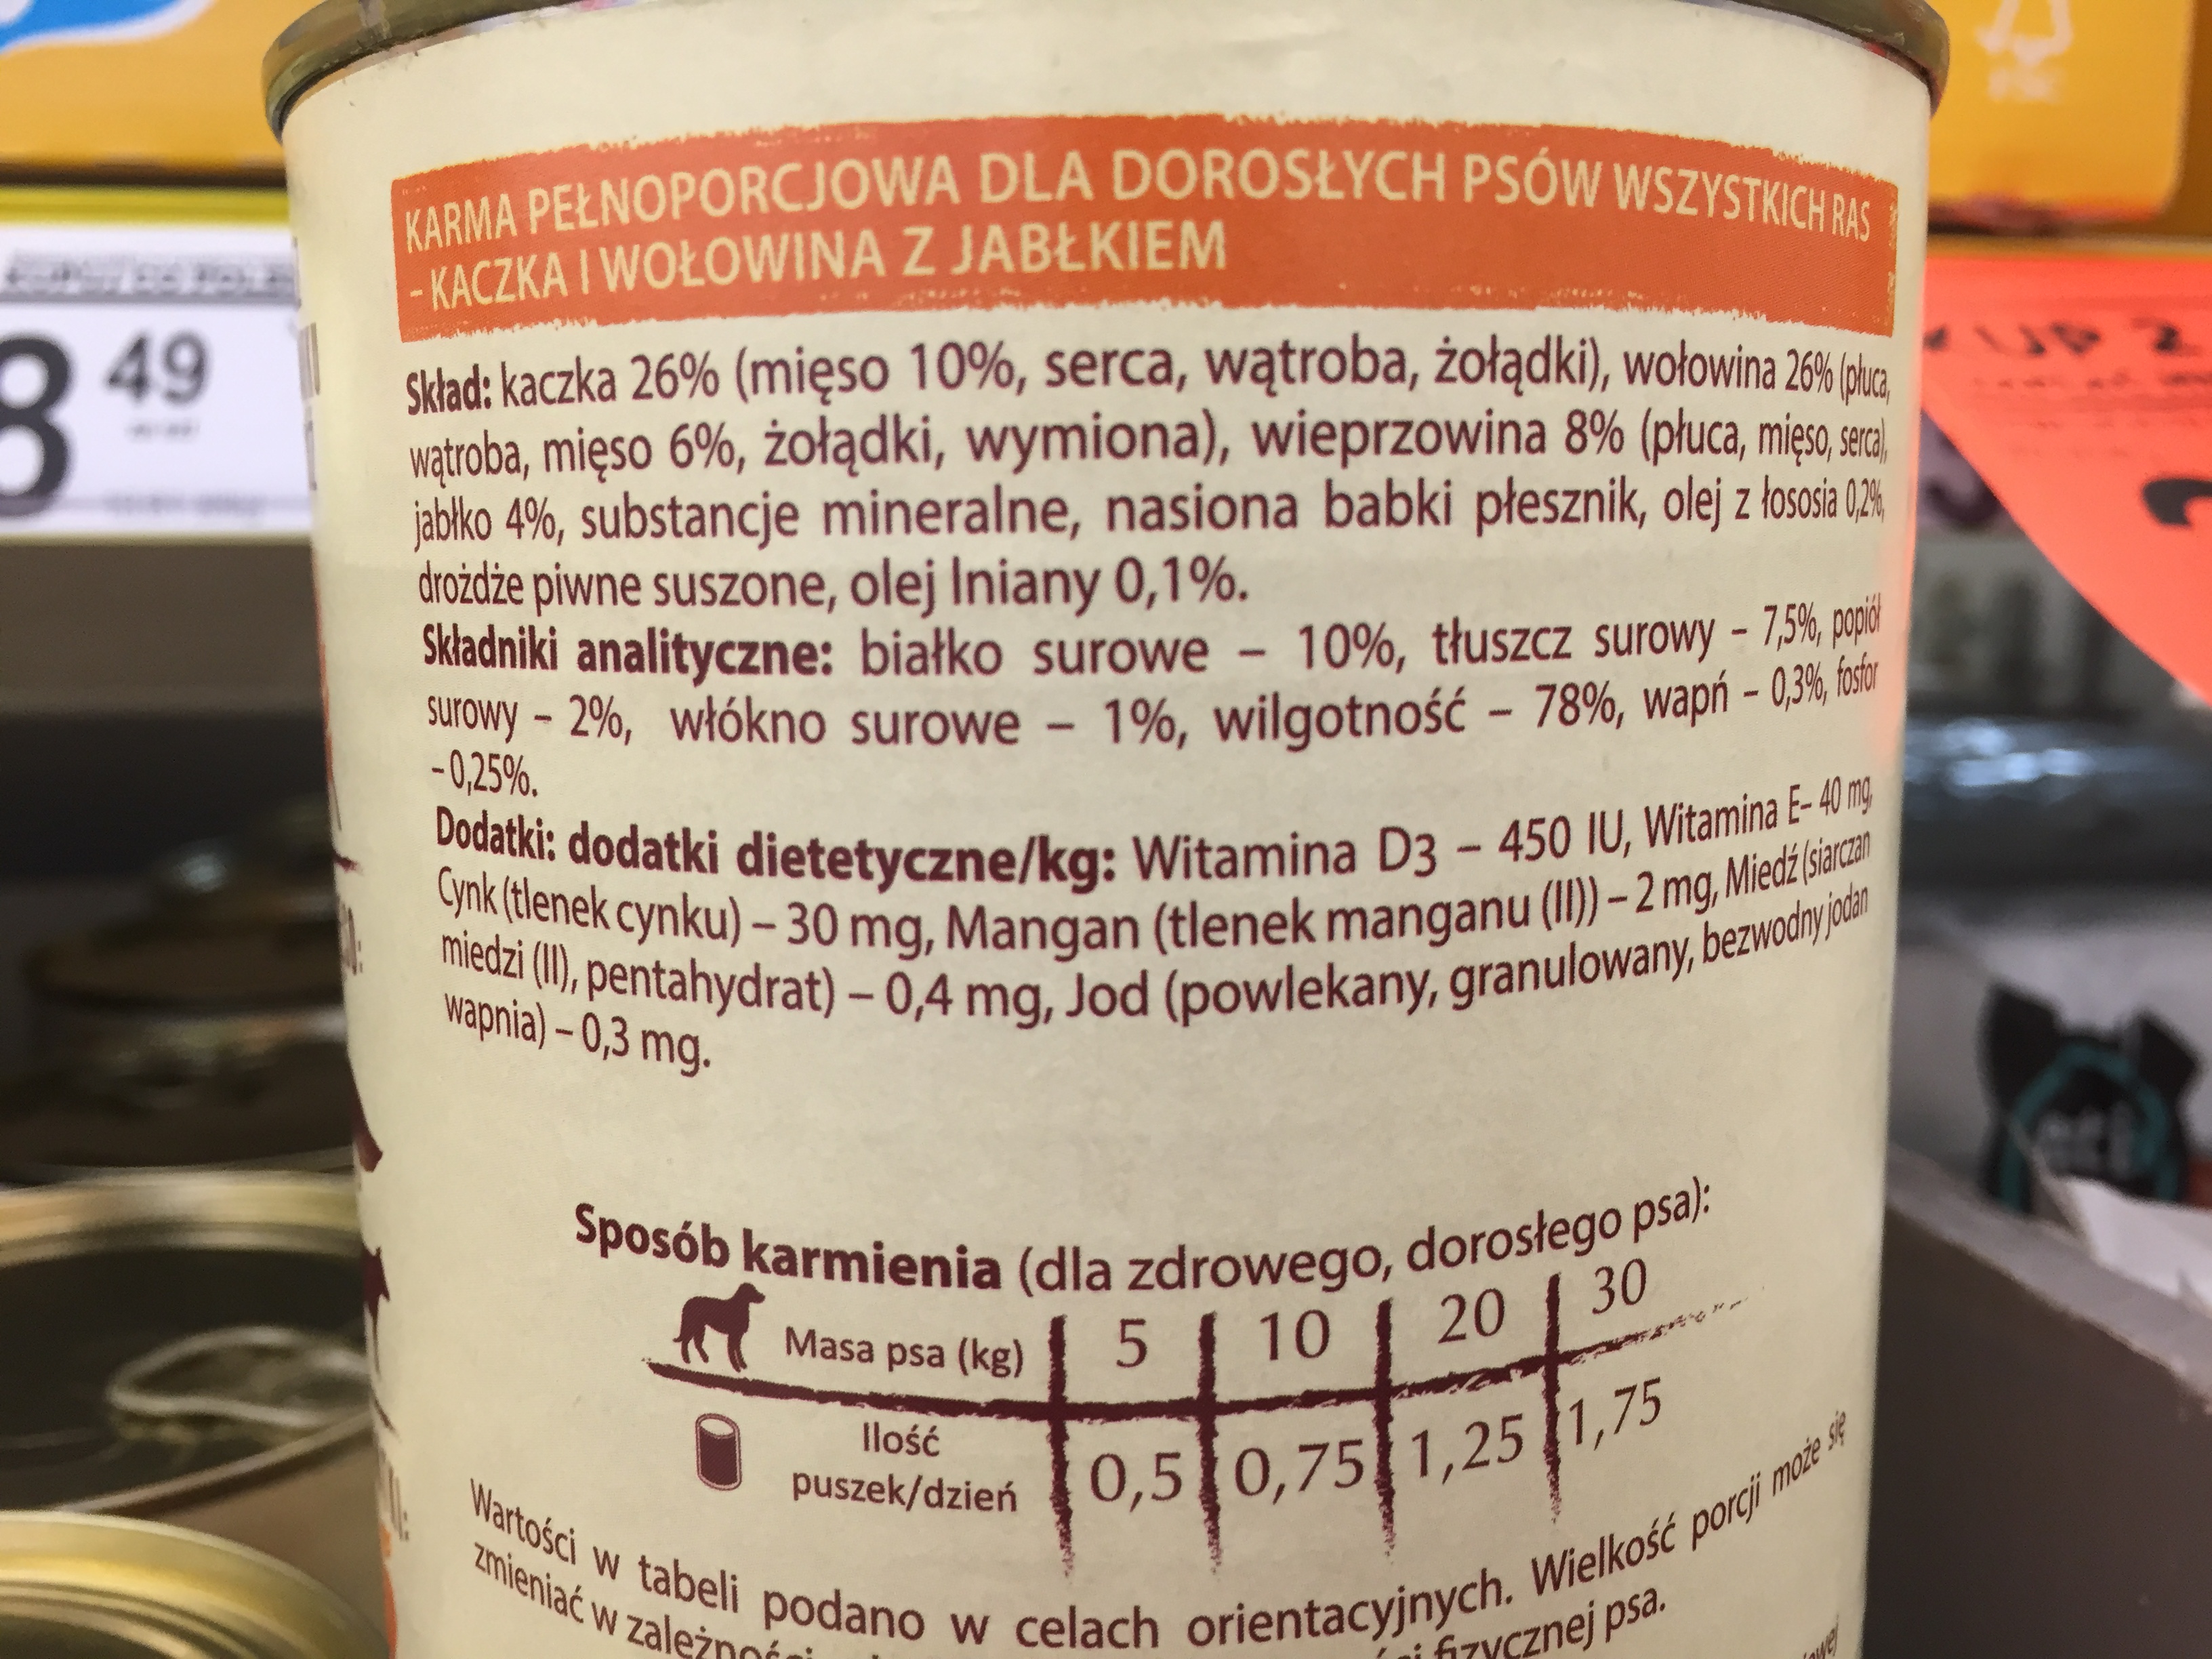 KARMA PEŁNOPORCJOWA DLA DOROSŁYCH PSÓW WSZYSTKICH RAS
– KACZKA I WOŁOWINA Z JABŁKIEM
Skład: kaczka 26% (mięso 10%, serca, wątroba, żołądki), wołowina 26% (płuca,
wątroba, mięso 6%, żołądki, wymiona), wieprzowina 8% (płuca, mięso, serca),
jabłko 4%, substancje mineralne, nasiona babki płesznik, olej z łososia 0,2%,
drożdże piwne suszone, olej lniany 0,1%.
Składniki analityczne: białko surowe – 10%, tłuszcz surowy – 7,5%, popiół
surowy – 2%, włókno surowe – 1%, wilgotność – 78%, wapń – 0,3%, fosfor
– 0,25%.
Dodatki: dodatki dietetyczne/kg: Witamina D3 – 450 IU, Witamina E– 40 mg,
Cynk (tlenek cynku) – 30 mg, Mangan (tlenek manganu (II)) – 2 mg, Miedź (siarczan
miedzi (II), pentahydrat) – 0,4 mg, Jod (powlekany, granulowany, bezwodny jodan
wapnia) – 0,3 mg.
Sposób karmienia (dla zdrowego, dorosłego psa):
Masa psa (kg) 5 10 20 30
Ilość
puszek/dzień 0,5 0,75 1,25 1,75
Wartości w tabeli podano w celach orientacyjnych. Wielkość porcji może się
zmieniać w zależności fizycznej psa.
8 49
KUP 2